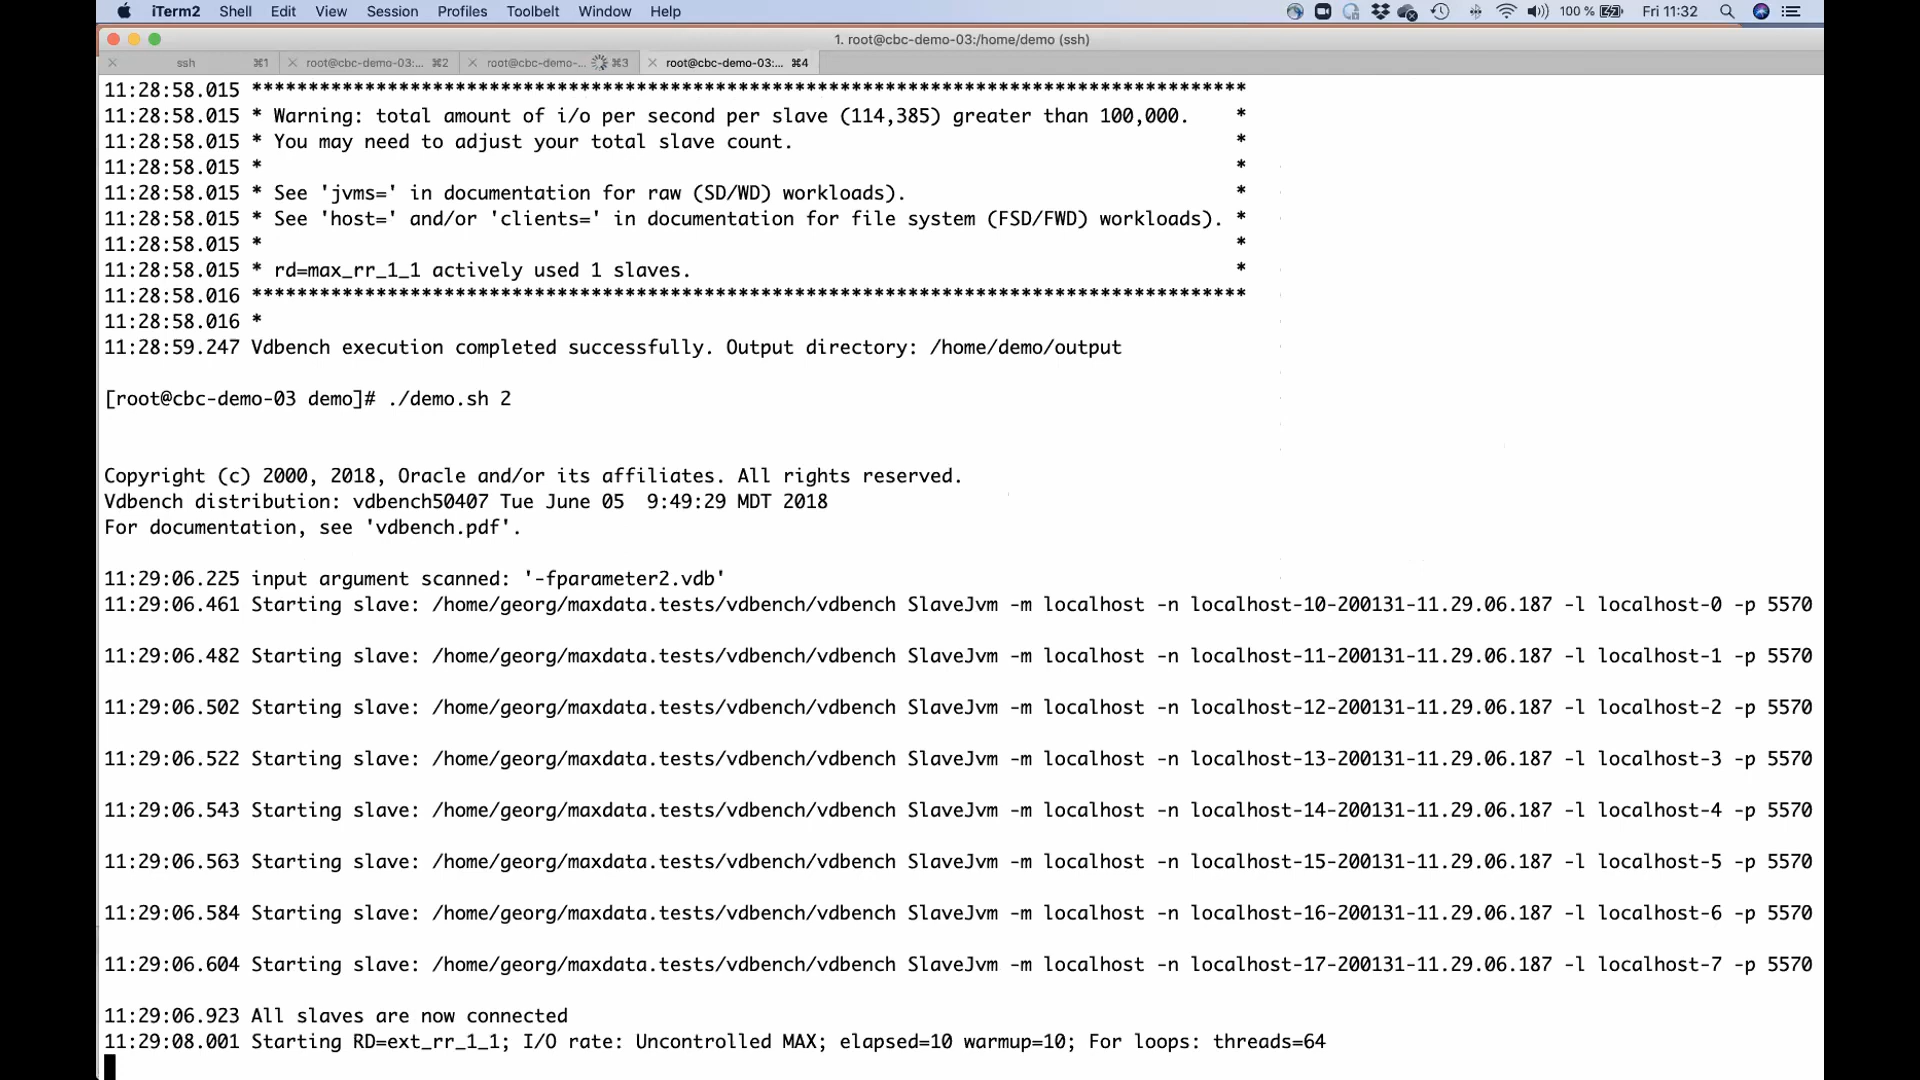 iTerm2 Shell Edit View Session Profiles Toolbelt Window Help 100 % Fri 11:32
1. root@cbc-demo-03:/home/demo (ssh)
ssh ⌘1 root@cbc-demo-03:... ⌘2 root@cbc-demo-... ⌘3 root@cbc-demo-03:... ⌘4
11:28:58.015 ****************************************************************************************
11:28:58.015 * Warning: total amount of i/o per second per slave (114,385) greater than 100,000. *
11:28:58.015 * You may need to adjust your total slave count. *
11:28:58.015 * *
11:28:58.015 * See 'jvms=' in documentation for raw (SD/WD) workloads). *
11:28:58.015 * See 'host=' and/or 'clients=' in documentation for file system (FSD/FWD) workloads). *
11:28:58.015 * *
11:28:58.015 * rd=max_rr_1_1 actively used 1 slaves. *
11:28:58.016 ****************************************************************************************
11:28:58.016 *
11:28:59.247 Vdbench execution completed successfully. Output directory: /home/demo/output
[root@cbc-demo-03 demo]# ./demo.sh 2
Copyright (c) 2000, 2018, Oracle and/or its affiliates. All rights reserved.
Vdbench distribution: vdbench50407 Tue June 05  9:49:29 MDT 2018
For documentation, see 'vdbench.pdf'.
11:29:06.225 input argument scanned: '-fparameter2.vdb'
11:29:06.461 Starting slave: /home/georg/maxdata.tests/vdbench/vdbench SlaveJvm -m localhost -n localhost-10-200131-11.29.06.187 -l localhost-0 -p 5570
11:29:06.482 Starting slave: /home/georg/maxdata.tests/vdbench/vdbench SlaveJvm -m localhost -n localhost-11-200131-11.29.06.187 -l localhost-1 -p 5570
11:29:06.502 Starting slave: /home/georg/maxdata.tests/vdbench/vdbench SlaveJvm -m localhost -n localhost-12-200131-11.29.06.187 -l localhost-2 -p 5570
11:29:06.522 Starting slave: /home/georg/maxdata.tests/vdbench/vdbench SlaveJvm -m localhost -n localhost-13-200131-11.29.06.187 -l localhost-3 -p 5570
11:29:06.543 Starting slave: /home/georg/maxdata.tests/vdbench/vdbench SlaveJvm -m localhost -n localhost-14-200131-11.29.06.187 -l localhost-4 -p 5570
11:29:06.563 Starting slave: /home/georg/maxdata.tests/vdbench/vdbench SlaveJvm -m localhost -n localhost-15-200131-11.29.06.187 -l localhost-5 -p 5570
11:29:06.584 Starting slave: /home/georg/maxdata.tests/vdbench/vdbench SlaveJvm -m localhost -n localhost-16-200131-11.29.06.187 -l localhost-6 -p 5570
11:29:06.604 Starting slave: /home/georg/maxdata.tests/vdbench/vdbench SlaveJvm -m localhost -n localhost-17-200131-11.29.06.187 -l localhost-7 -p 5570
11:29:06.923 All slaves are now connected
11:29:08.001 Starting RD=ext_rr_1_1; I/O rate: Uncontrolled MAX; elapsed=10 warmup=10; For loops: threads=64